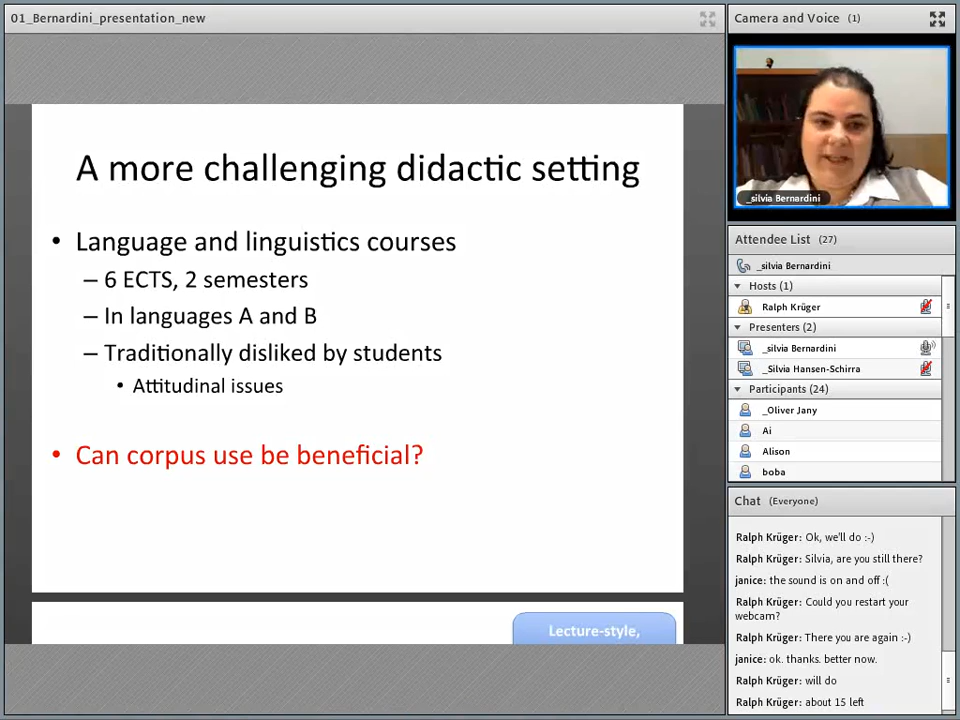 01_Bernardini_presentation_new
A more challenging didactic setting
• Language and linguistics courses
– 6 ECTS, 2 semesters
– In languages A and B
– Traditionally disliked by students
• Attitudinal issues
• Can corpus use be beneficial?
Lecture-style,
Camera and Voice (1)
_silvia Bernardini
Attendee List (27)
_silvia Bernardini
Hosts (1)
Ralph Krüger
Presenters (2)
_silvia Bernardini
_Silvia Hansen-Schirra
Participants (24)
_Oliver Jany
Ai
Alison
boba
Chat (Everyone)
Ralph Krüger: Ok, we'll do :-)
Ralph Krüger: Silvia, are you still there?
janice: the sound is on and off :(
Ralph Krüger: Could you restart your
webcam?
Ralph Krüger: There you are again :-)
janice: ok. thanks. better now.
Ralph Krüger: will do
Ralph Krüger: about 15 left